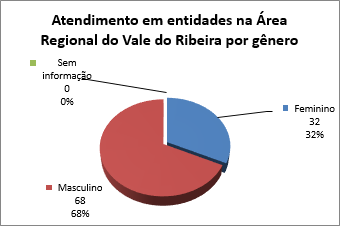 Atendimento em entidades na Área
Regional do Vale do Ribeira por gênero
Sem
informação
0
0%
Feminino
32
32%
Masculino
68
68%